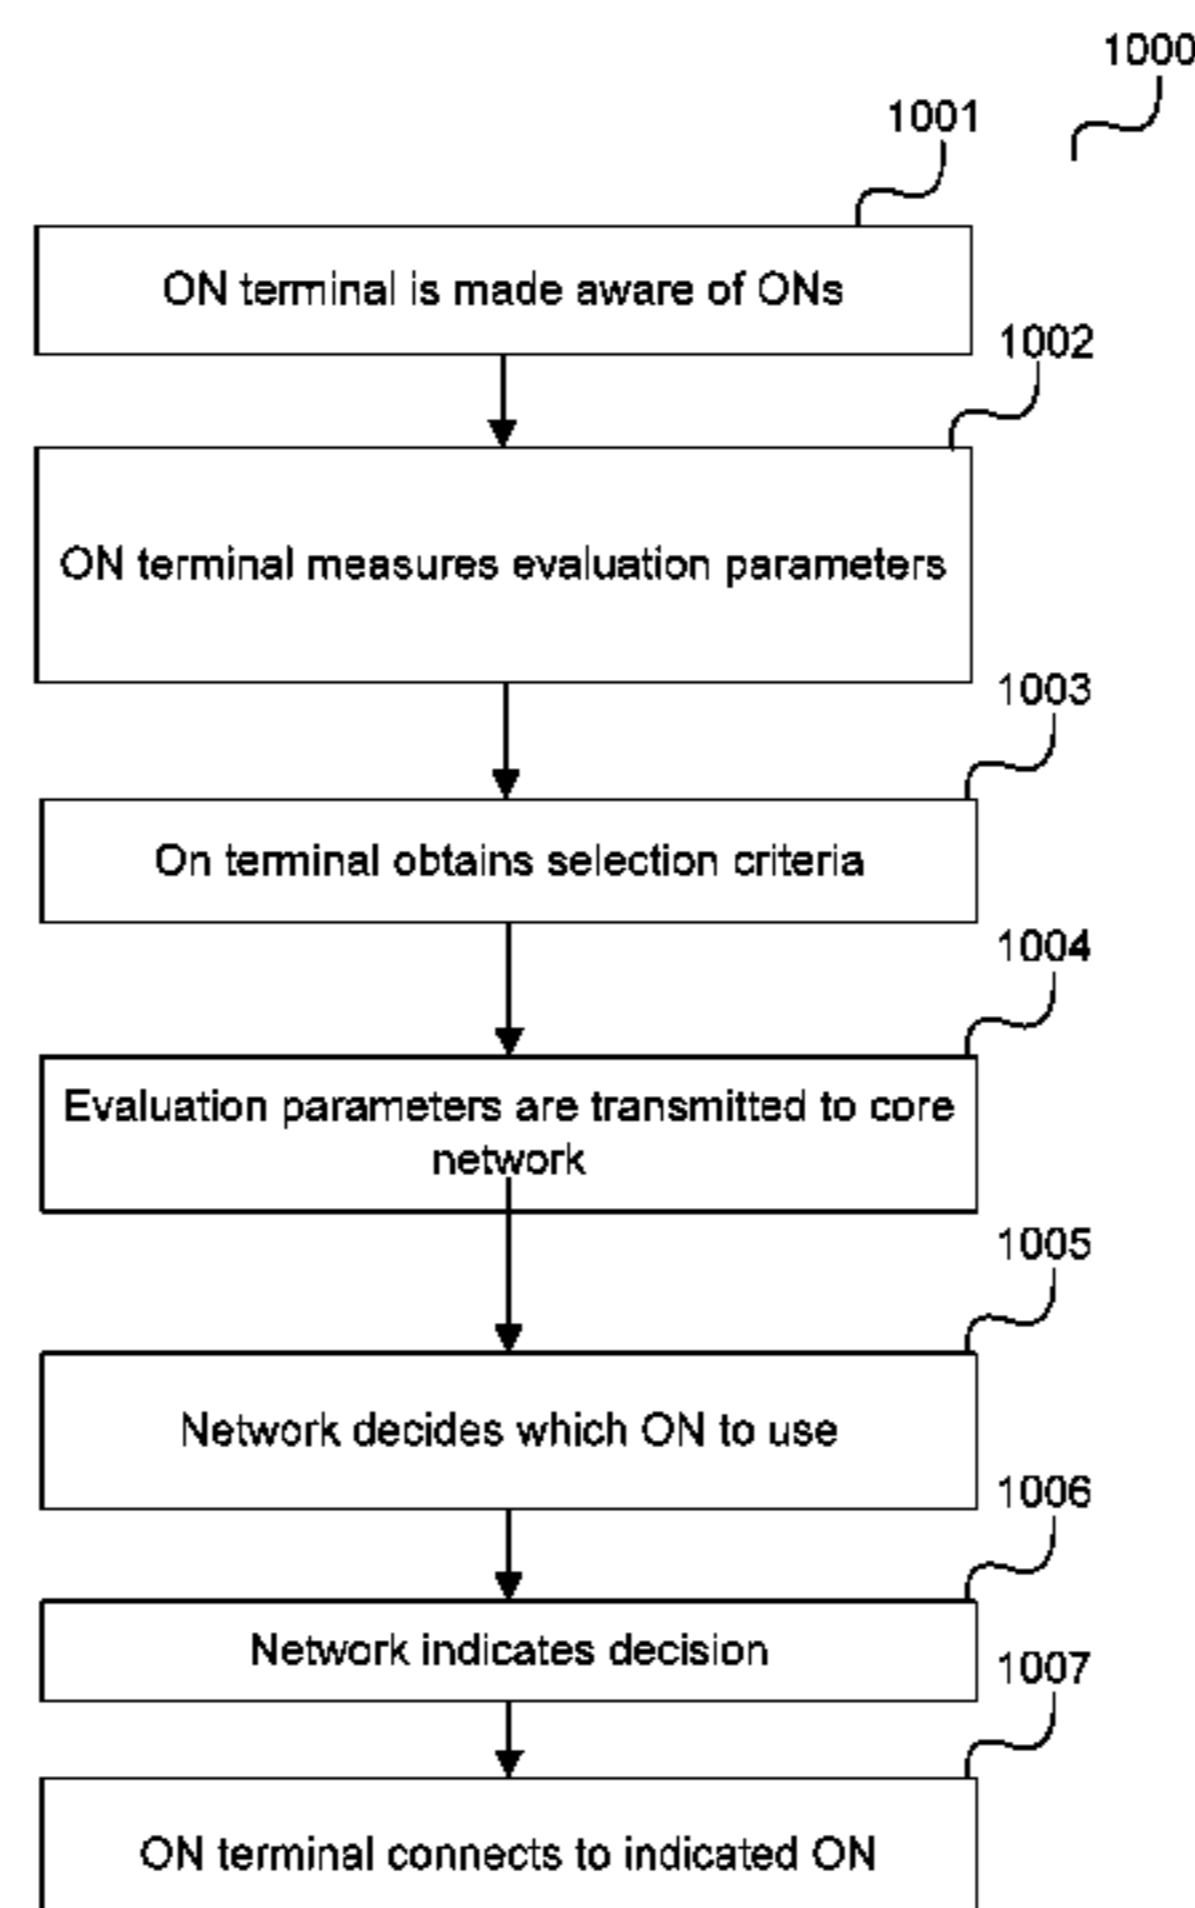 1000
1001
ON terminal is made aware of ONs
1002
ON terminal measures evaluation parameters
1003
On terminal obtains selection criteria
1004
Evaluation parameters are transmitted to core
network
1005
Network decides which ON to use
1006
Network indicates decision
1007
ON terminal connects to indicated ON